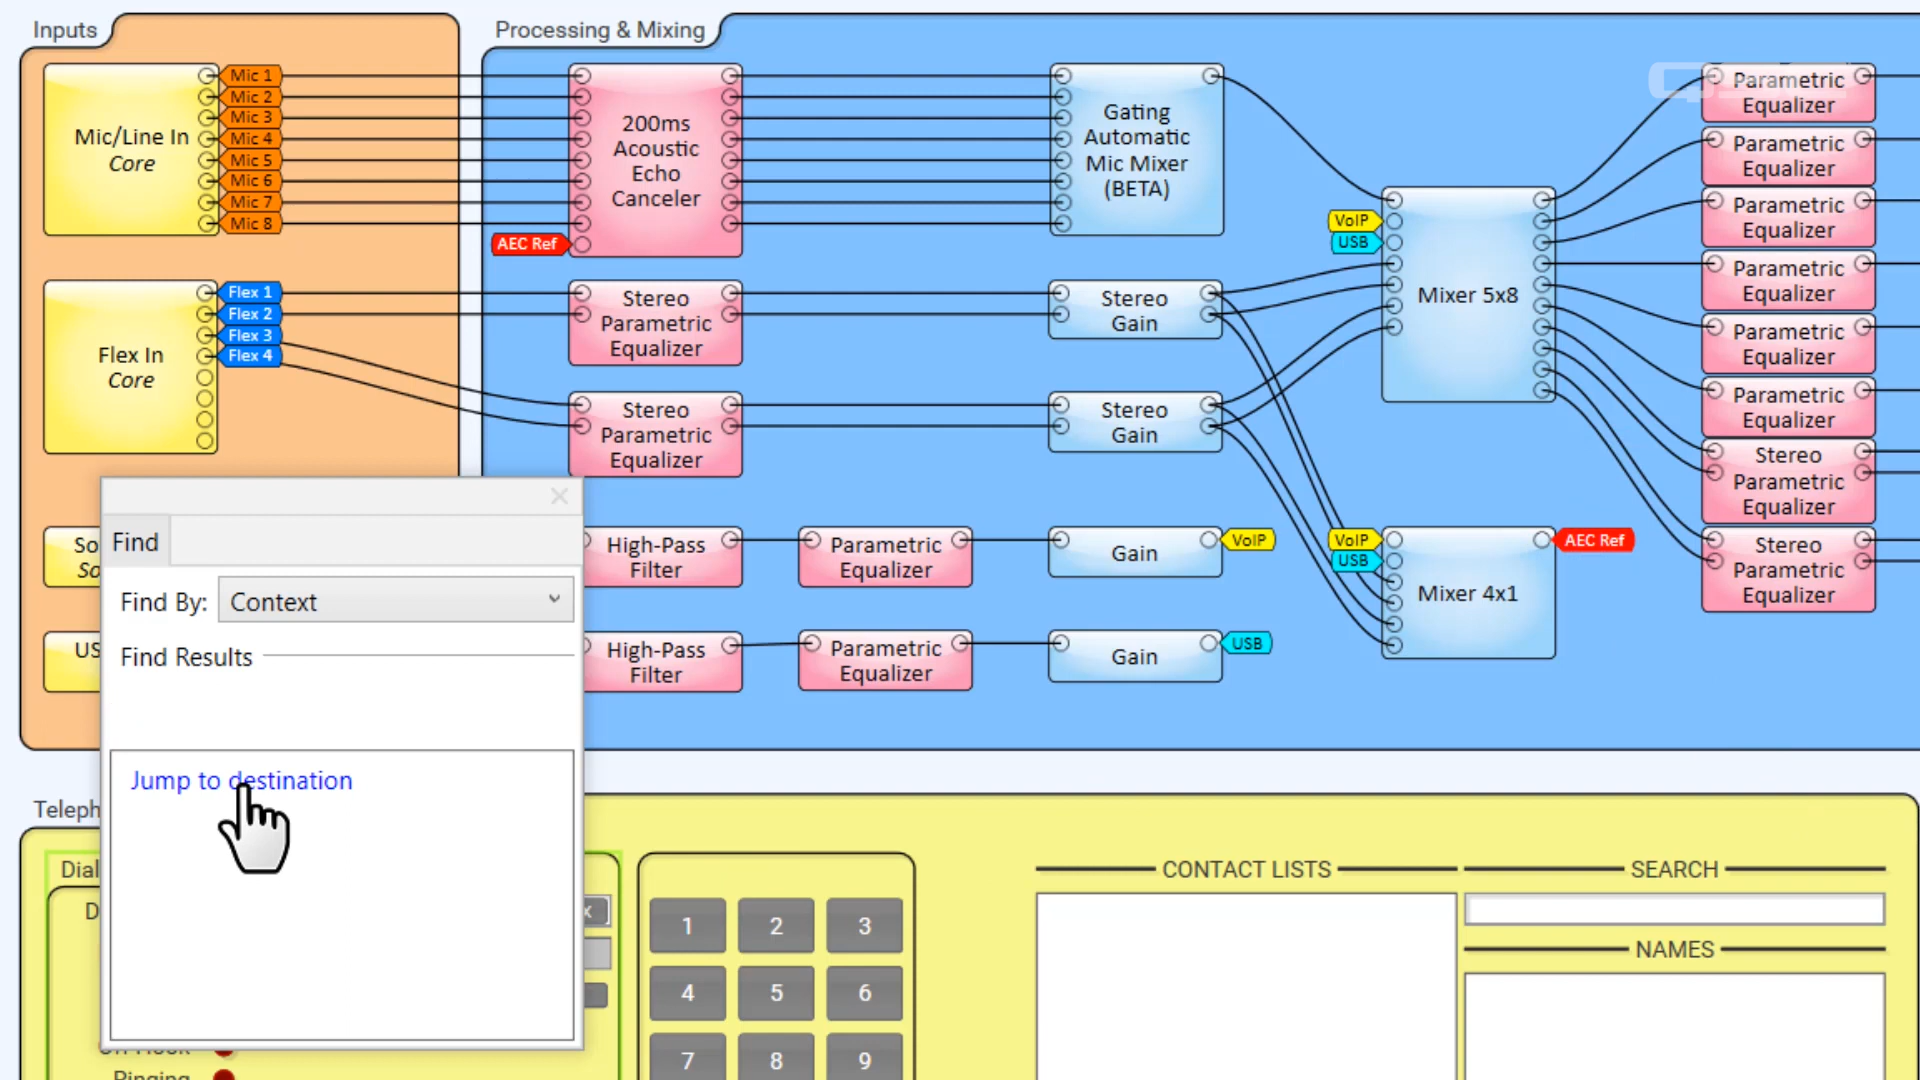 Inputs
Processing & Mixing
Mic/Line In
Core
Mic 1
Mic 2
Mic 3
Mic 4
Mic 5
Mic 6
Mic 7
Mic 8
AEC Ref
200ms
Acoustic
Echo
Canceler
Gating
Automatic
Mic Mixer
(BETA)
VoIP
USB
Mixer 5x8
Parametric
Equalizer
Parametric
Equalizer
Parametric
Equalizer
Parametric
Equalizer
Parametric
Equalizer
Parametric
Equalizer
Stereo
Parametric
Equalizer
Stereo
Parametric
Equalizer
Flex In
Core
Flex 1
Flex 2
Flex 3
Flex 4
Stereo
Parametric
Equalizer
Stereo
Gain
Stereo
Parametric
Equalizer
Stereo
Gain
So
So
High-Pass
Filter
Parametric
Equalizer
Gain
VoIP
VoIP
USB
Mixer 4x1
AEC Ref
US
High-Pass
Filter
Parametric
Equalizer
Gain
USB
Find
Find By:
Context
Find Results
Jump to destination
Teleph
Dial
D
x
1 2 3
4 5 6
7 8 9
CONTACT LISTS
SEARCH
NAMES
Ringing